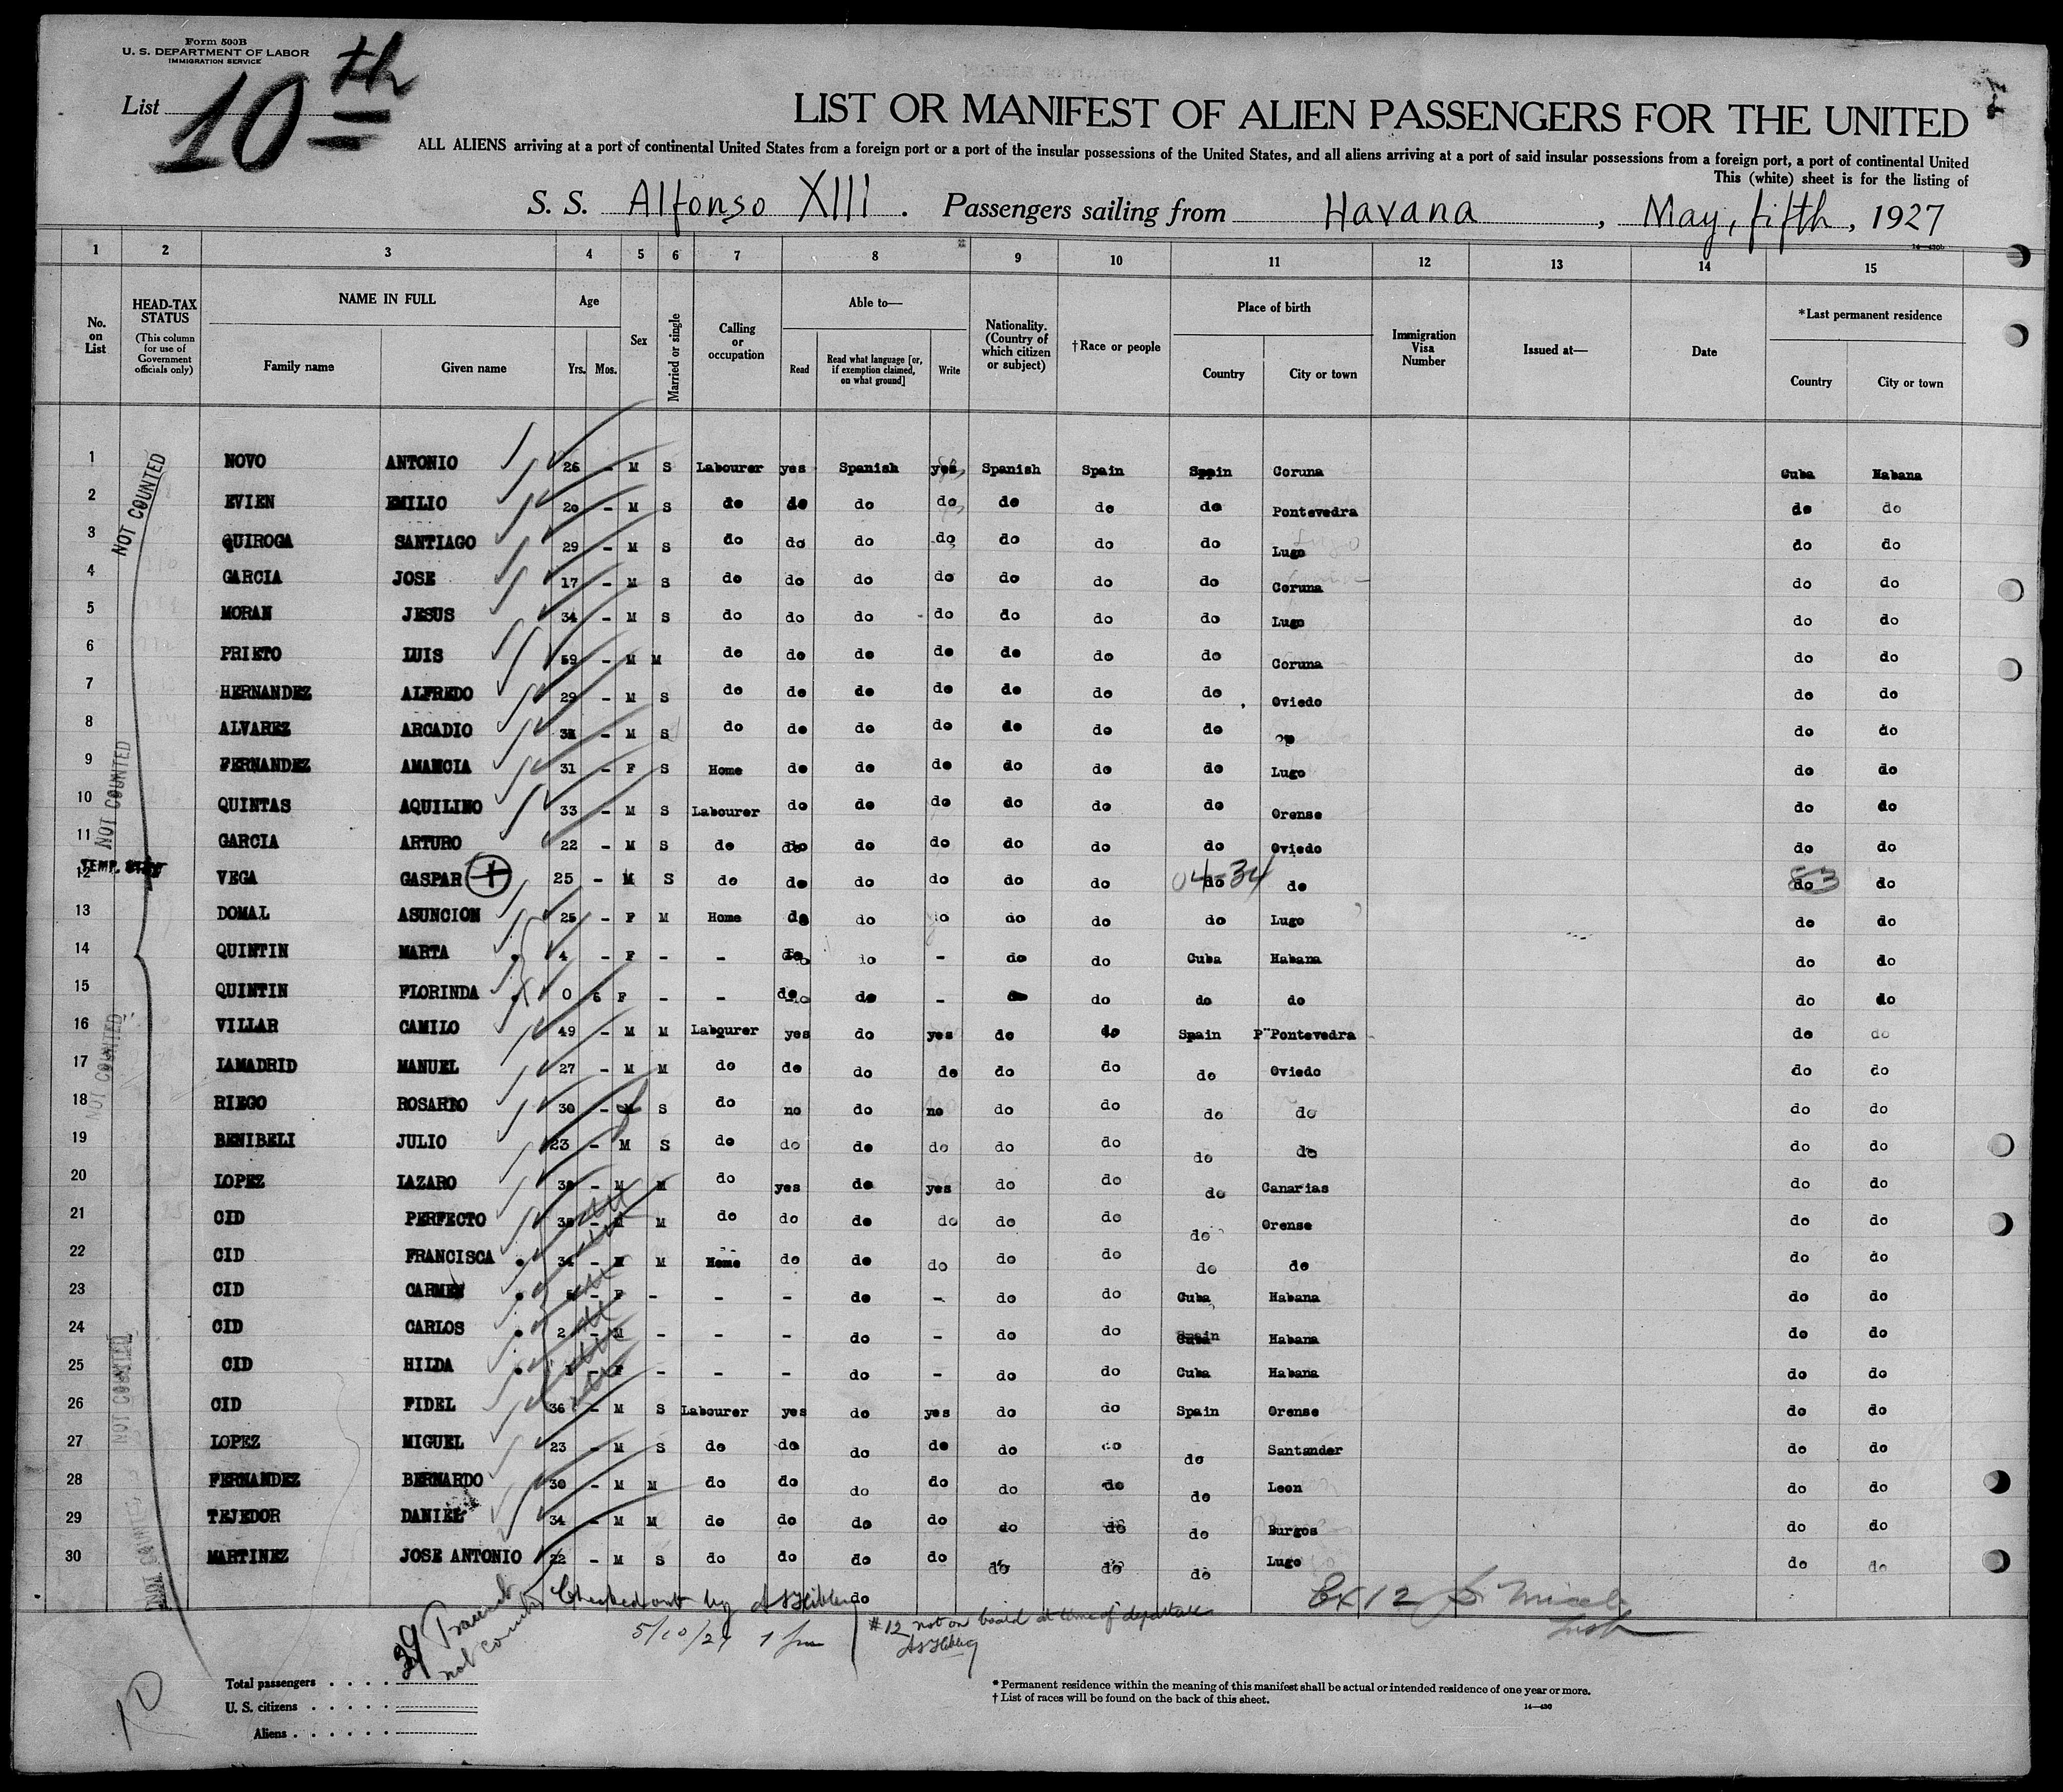 Form 500B
U. S. DEPARTMENT OF LABOR
IMMIGRATION SERVICE
List 10th
LIST OR MANIFEST OF ALIEN PASSENGERS FOR THE UNITED
ALL ALIENS arriving at a port of continental United States from a foreign port or a port of the insular possessions of the United States, and all aliens arriving at a port of said insular possessions from a foreign port, a port of continental United
This (white) sheet is for the listing of
S. S. Alfonso XIII . Passengers sailing from Havana , May, fifth , 1927
14—430b
1 2 3 4 5 6 7 8 9 10 11 12 13 14 15
No. on List
HEAD-TAX STATUS
(This column for use of Government officials only)
NAME IN FULL
Family name Given name
Age
Yrs. Mos.
Sex
Married or single
Calling or occupation
Able to—
Read
Read what language [or, if exemption claimed, on what ground]
Write
Nationality. (Country of which citizen or subject)
†Race or people
Place of birth
Country City or town
Immigration Visa Number
Issued at—
Date
*Last permanent residence
Country City or town
1 NOVO ANTONIO 26 - M S Labourer yes Spanish yes Spanish Spain Spain Coruna Cuba Habana
2 EVIEN EMILIO 20 - M S do do do do do do do Pontevedra do do
3 QUIROGA SANTIAGO 29 - M S do do do do do do do Lugo do do
4 GARCIA JOSE 17 - M S do do do do do do do Coruna do do
5 MORAN JESUS 34 - M S do do do do do do do Lugo do do
6 PRIETO LUIS 59 - M M do do do do do do do Coruna do do
7 HERNANDEZ ALFREDO 29 - M S do do do do do do do Oviedo do do
8 ALVAREZ ARCADIO - M S do do do do do do do do do
9 FERNANDEZ AMANCIA 31 - F S Home do do do do do do Lugo do do
10 QUINTAS AQUILINO 33 - M S Labourer do do do do do do Orense do do
11 GARCIA ARTURO 22 - M S do do do do do do do Oviedo do do
TEMP.
12 VEGA GASPAR + 25 - M S do do do do do do do 04-34 do do 83 do
13 DOMAL ASUNCION 25 - F M Home do do do do do do Lugo do do
14 QUINTIN MARTA 4 - F - - do do - do do Cuba Habana do do
15 QUINTIN FLORINDA 0 6 F - - do do - do do do do do do
16 VILLAR CAMILO 49 - M M Labourer yes do yes do do Spain P"Pontevedra do do
17 LAMADRID MANUEL 27 - M M do do do do do do do Oviedo do do
18 RIEGO ROSARIO 30 - M S do no do no do do do do do do
19 BENIBELI JULIO 23 - M S do do do do do do do do do do
20 LOPEZ LAZARO - M M do yes do yes do do do Canarias do do
21 CID PERFECTO - M M do do do do do do do Orense do do
22 CID FRANCISCA 34 - M Home do do do do do do do do do
23 CID CARMEN - F - - - do - do do Cuba Habana do do
24 CID CARLOS 2 - M - - - do - do do Habana do do
25 CID HILDA - F - - - do - do do Cuba Habana do do
26 CID FIDEL 36 - M S Labourer yes do yes do do Spain Orense do do
27 LOPEZ MIGUEL 23 - M S do do do do do do do Santander do do
28 FERNANDEZ BERNARDO 30 - M M do do do do do do do Leon do do
29 TEJEDOR DANIEL 34 - M M do do do do do do do Burgos do do
30 MARTINEZ JOSE ANTONIO 22 - M S do do do do do do do Lugo do do
do
NOT COUNTED
NOT COUNTED
NOT COUNTED
NOT COUNTED
NOT COUNTED
29 Transit not counted
Checked out by
5/10/27 1 pm
#12 not on board at time of departure
Ex 12
10
Total passengers
U. S. citizens
Aliens
* Permanent residence within the meaning of this manifest shall be actual or intended residence of one year or more.
† List of races will be found on the back of this sheet.
14—430